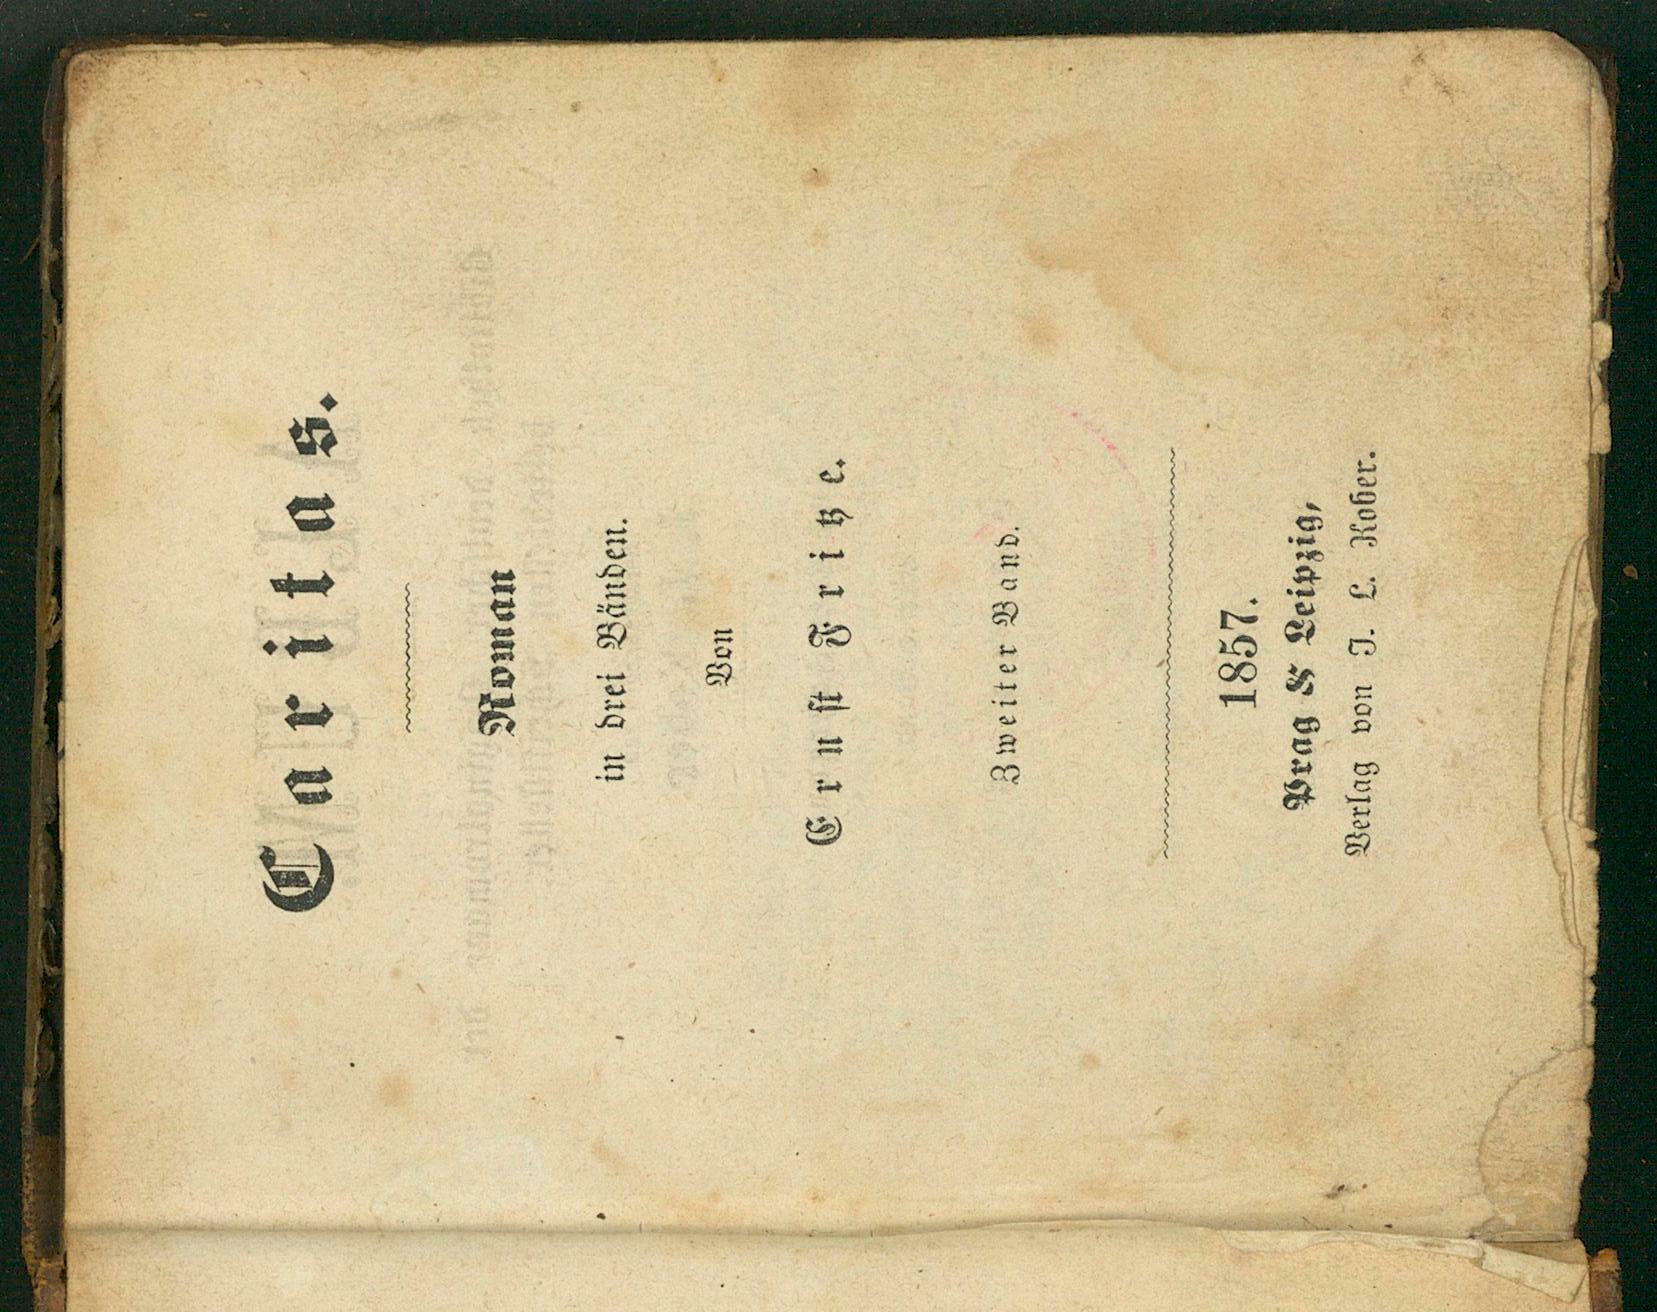 Caritas.
Roman
in drei Bänden.
Von
Ernst Fritze.
Zweiter Band.
1857.
Prag & Leipzig,
Verlag von J. L. Kober.